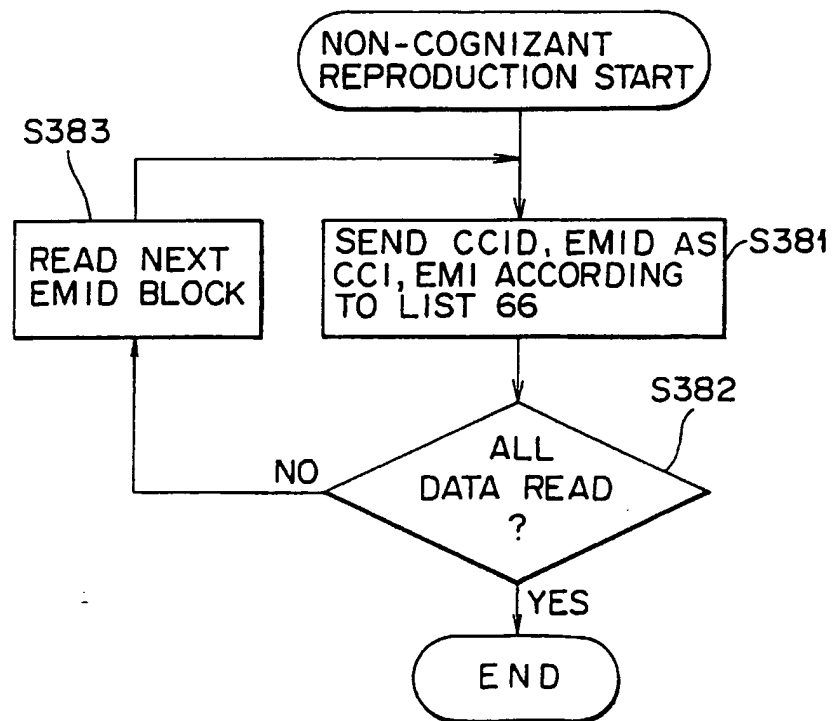 NON-COGNIZANT
REPRODUCTION START
S383
READ NEXT
EMID BLOCK
SEND CCID, EMID AS
CCI, EMI ACCORDING
TO LIST 66
S381
S382
ALL
DATA READ
?
NO
YES
END